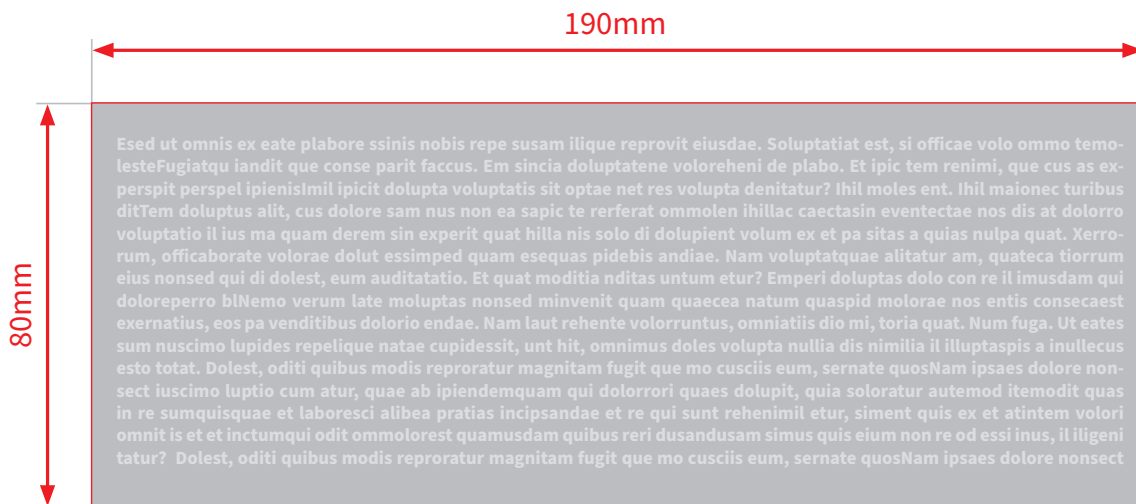 190mm
80mm
Esed ut omnis ex eate plabore ssinis nobis repe susam ilique reprovit eiusdae. Soluptatiat est, si officae volo ommo temo-
lesteFugiatqu iandit que conse parit faccus. Em sincia doluptatene voloreheni de plabo. Et ipic tem renimi, que cus as ex-
perspit perspel ipienisImil ipicit dolupta voluptatis sit optae net res volupta denitatur? Ihil moles ent. Ihil maionec turibus
ditTem doluptus alit, cus dolore sam nus non ea sapic te rerferat ommolen ihillac caectasin eventectae nos dis at dolorro
voluptatio il ius ma quam derem sin experit quat hilla nis solo di dolupient volum ex et pa sitas a quias nulpa quat. Xerro-
rum, officaborate volorae dolut essimped quam esequas pidebis andiae. Nam voluptatquae alitatur am, quateca tiorrum
eius nonsed qui di dolest, eum auditatatio. Et quat moditia nditas untum etur? Emperi doluptas dolo con re il imusdam qui
doloreperro blNemo verum late moluptas nonsed minvenit quam quaecea natum quaspid molorae nos entis consecaest
exernatius, eos pa venditibus dolorio encae. Nam laut rehente volorruntus, omniatiis dio mi, toria quat. Num fuga. Ut eates
sum nuscimo lupides repelique natae cupidessit, unt hit, omnimus doles volupta nullia dis nimilia il illuptaspis a inullecus
esto totat. Dolest, oditi quibus modis reproratur magnitam fugit que mo cusciis eum, sernate quosNam ipsaes dolore non-
sect iuscimo luptio cum atur, quae ab ipiendemquam qui dolorrori quaes dolupit, quia soloratur autemod itemodit quas
in re sumquisquae et laboresci alibea pratias incipsandae et re qui sunt rehenimil etur, siment quis ex et atintem volori
omnit is et et inctumqui odit ommolorest quamusdam quibus reri dusandusam simus quis eium non re od essi inus, il iligeni
tatur? Dolest, oditi quibus modis reproratur magnitam fugit que mo cusciis eum, sernate quosNam ipsaes dolore nonsect